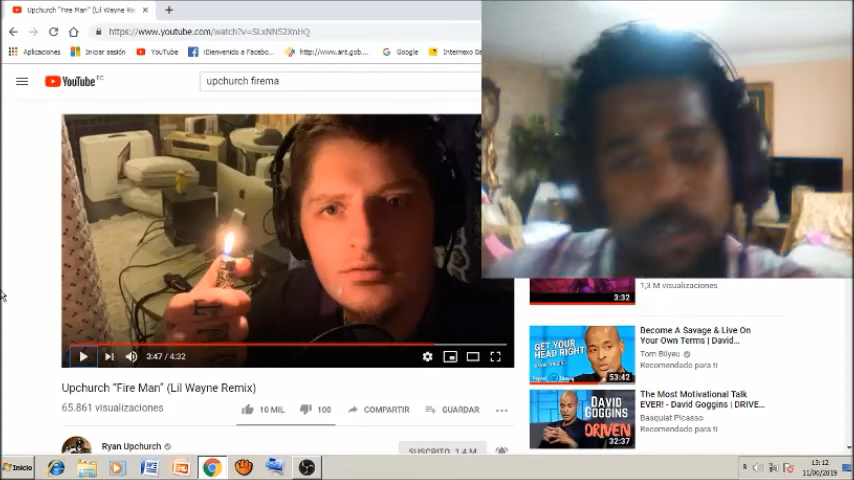 Upchurch "Fire Man" (Lil Wayne Re
https://www.youtube.com/watch?v=SLxNN52XnHQ
Aplicaciones
Iniciar sesión
YouTube
¡Bienvenido a Facebo...
http://www.ant.gob....
Google
Internexo De
YouTube EC
upchurch firema
3:47 / 4:32
Upchurch "Fire Man" (Lil Wayne Remix)
65.861 visualizaciones
10 MIL
100
COMPARTIR
GUARDAR
Ryan Upchurch
SUSCRITO 1,4 M
1,3 M visualizaciones
3:32
GET YOUR
HEAD RIGHT
53:42
Become A Savage & Live On
Your Own Terms | David...
Tom Bilyeu
Recomendado para ti
DAVID
GOGGINS
DRIVEN
32:37
The Most Motivational Talk
EVER! - David Goggins | DRIVE...
Basquiat Picasso
Recomendado para ti
Inicio
13:12
11/06/2019